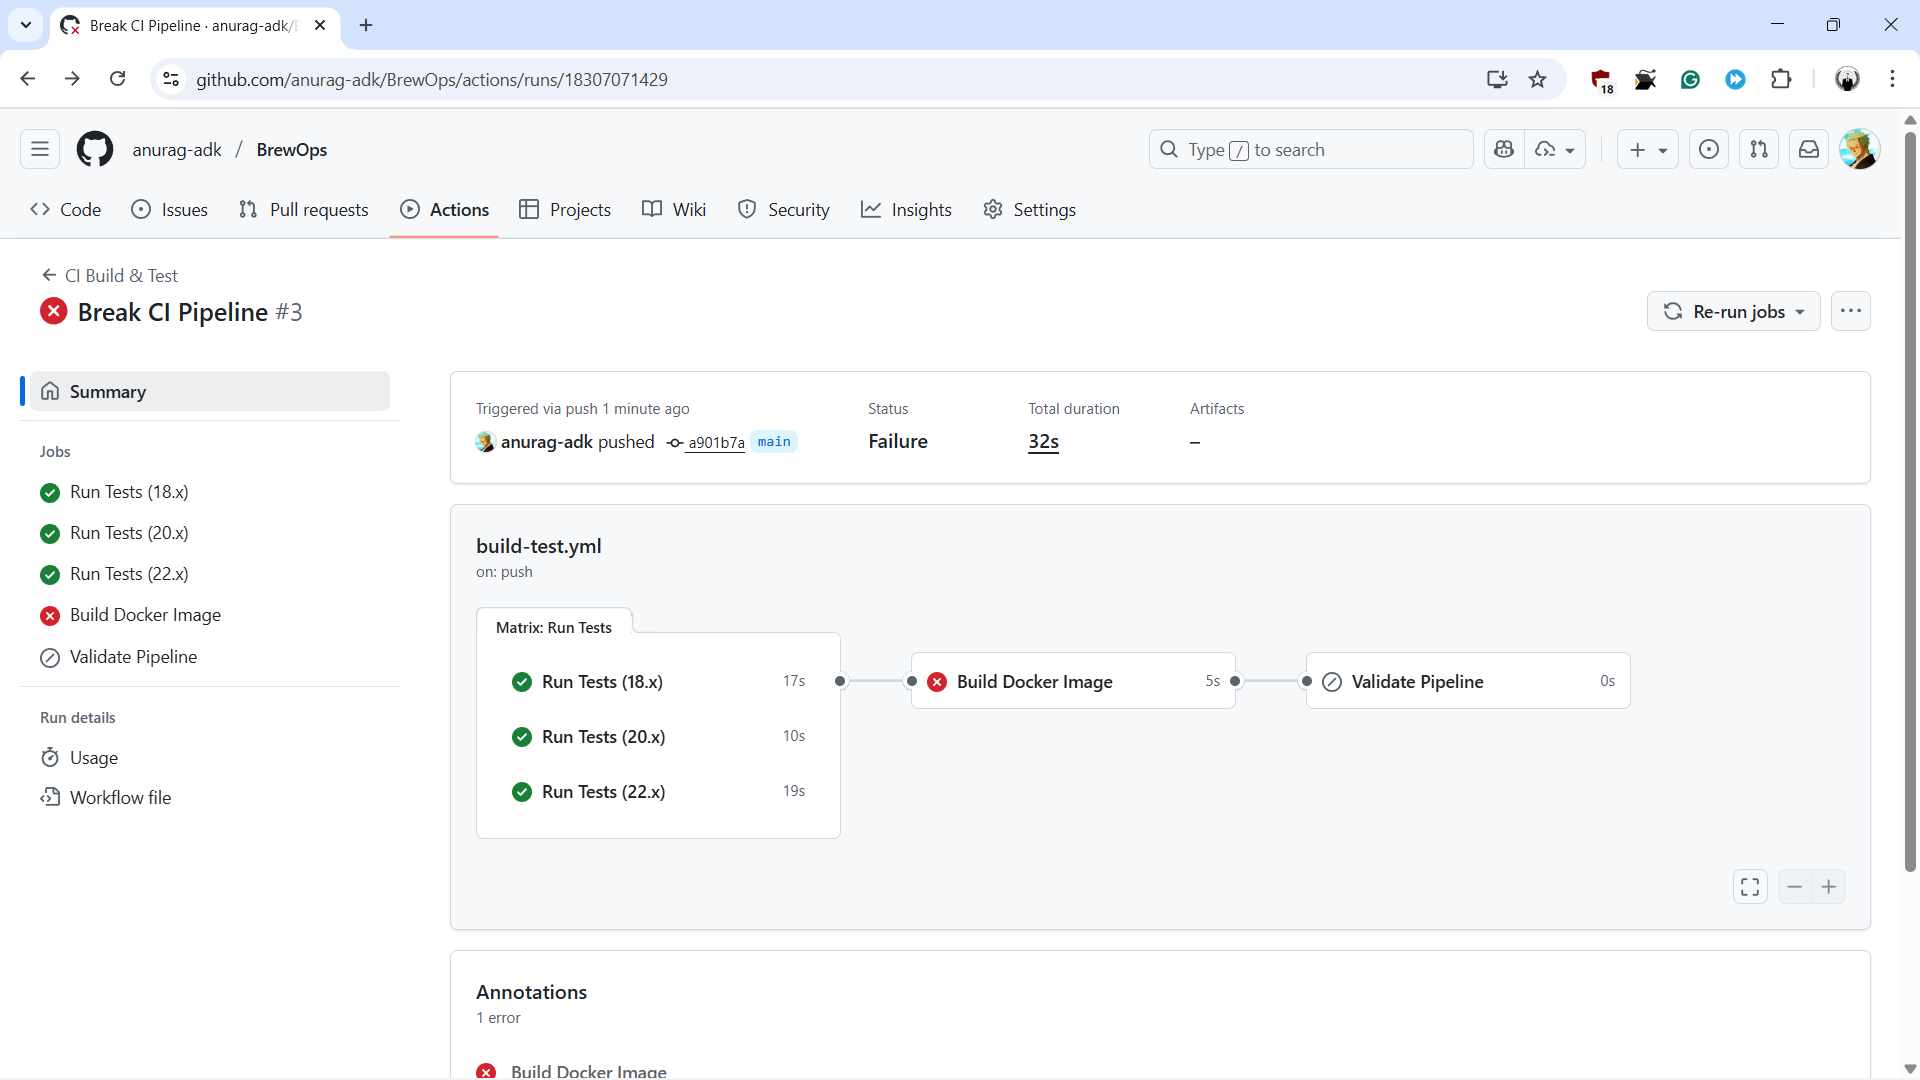 Break CI Pipeline · anurag-adk/
github.com/anurag-adk/BrewOps/actions/runs/18307071429
18
anurag-adk / BrewOps
Type / to search
Code Issues Pull requests Actions Projects Wiki Security Insights Settings
CI Build & Test
Break CI Pipeline #3
Re-run jobs
Summary
Jobs
Run Tests (18.x)
Run Tests (20.x)
Run Tests (22.x)
Build Docker Image
Validate Pipeline
Run details
Usage
Workflow file
Triggered via push 1 minute ago
anurag-adk pushed a901b7a main
Status
Failure
Total duration
32s
Artifacts
–
build-test.yml
on: push
Matrix: Run Tests
Run Tests (18.x) 17s
Run Tests (20.x) 10s
Run Tests (22.x) 19s
Build Docker Image 5s
Validate Pipeline 0s
Annotations
1 error
Build Docker Image